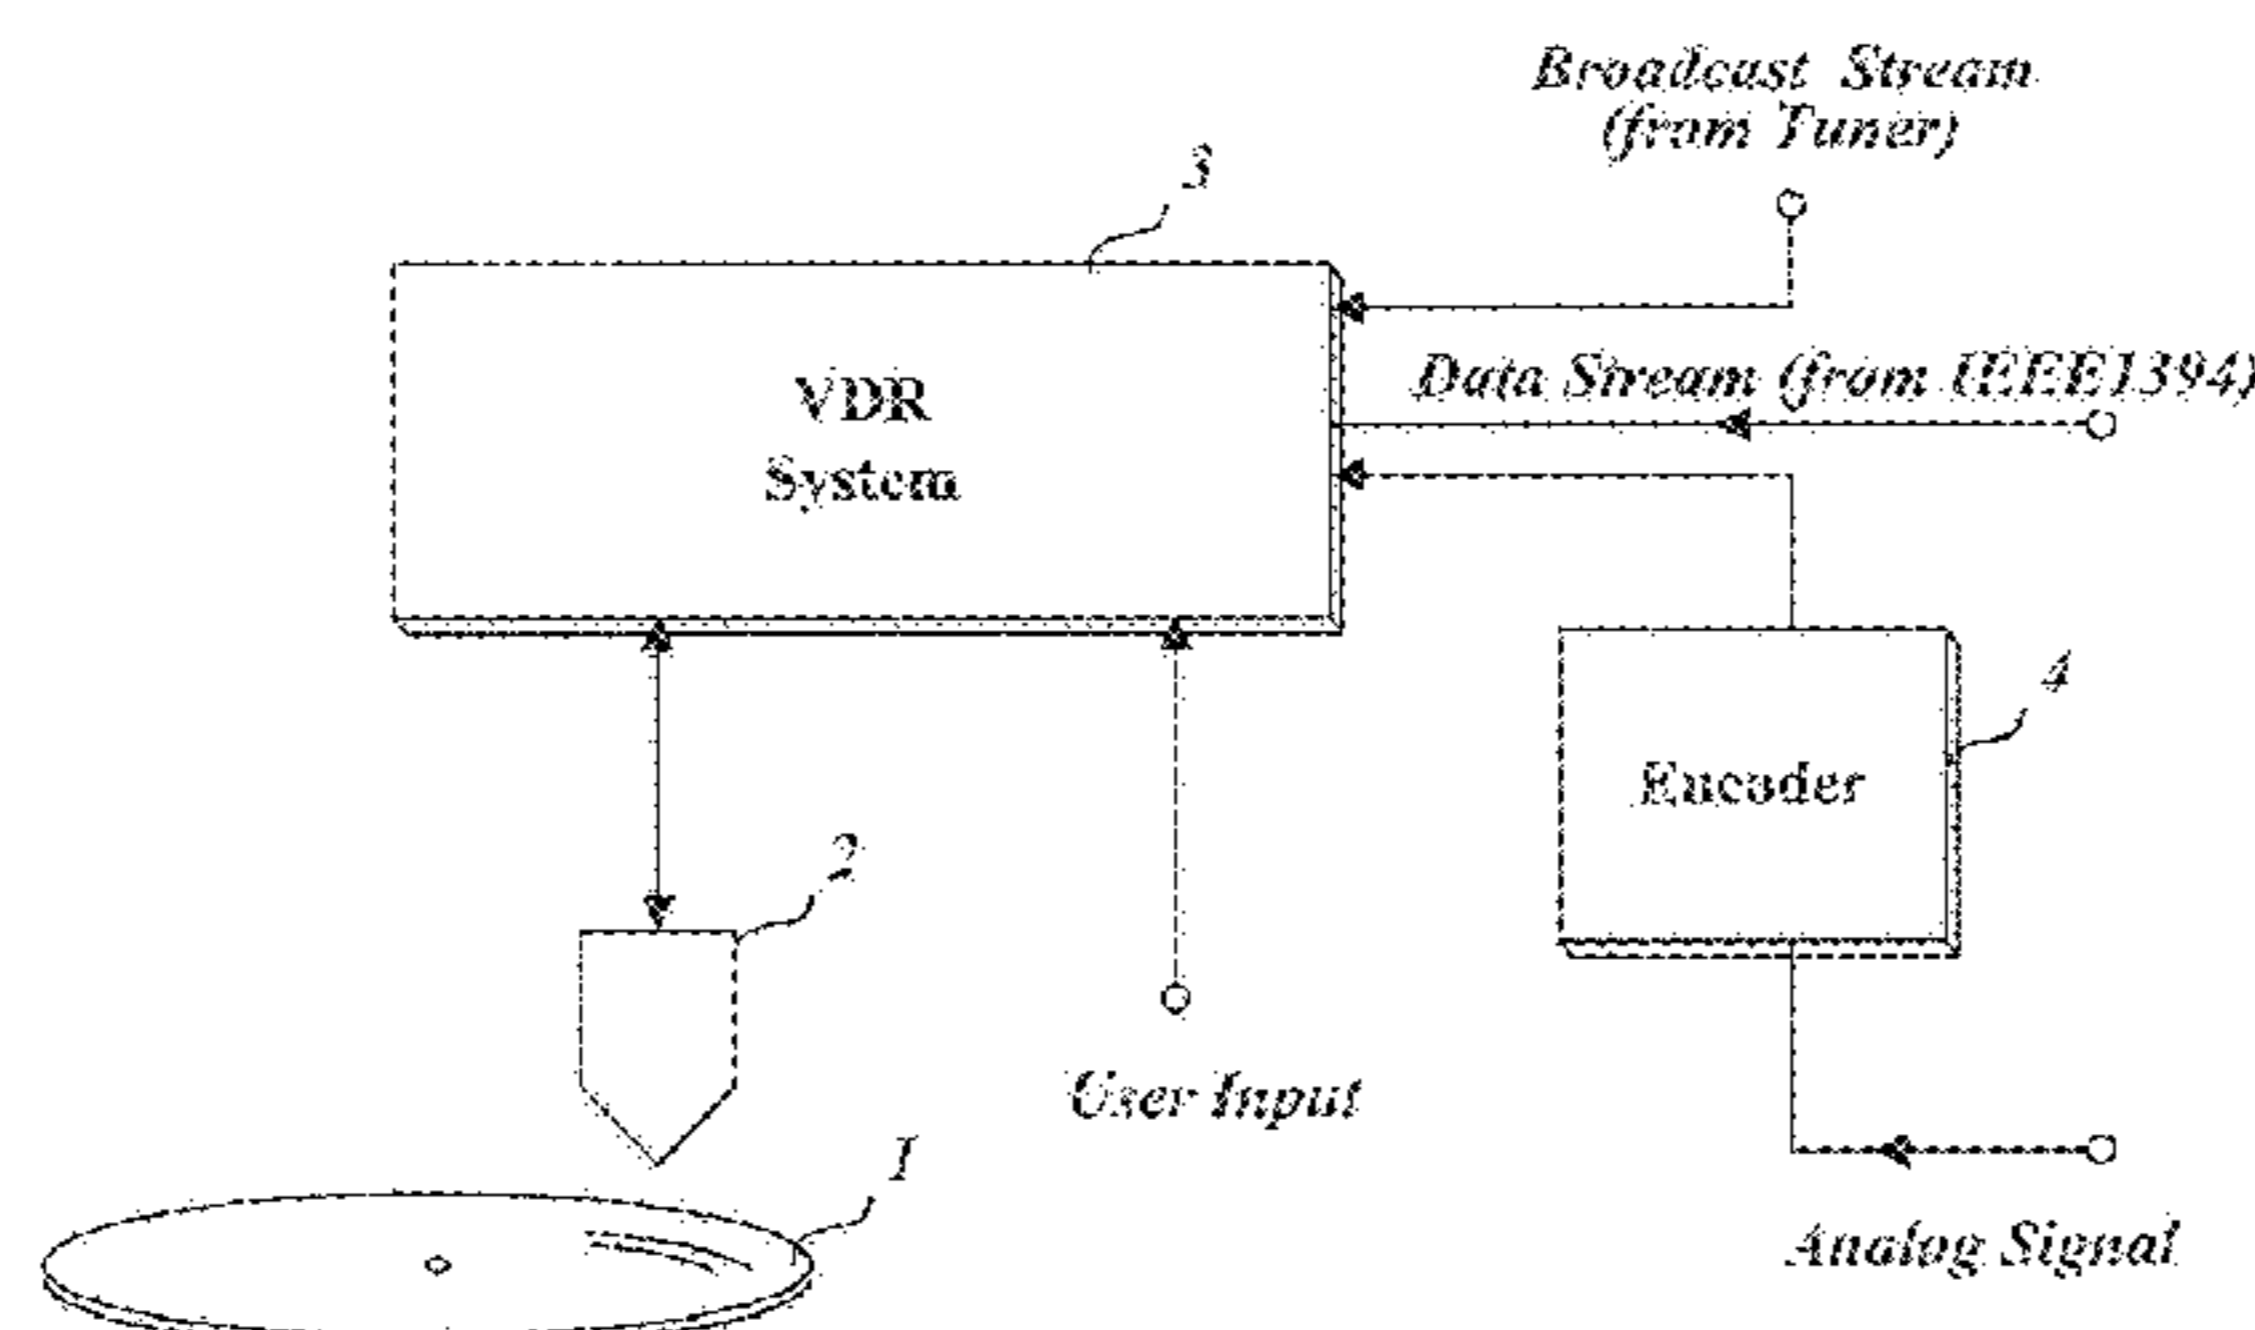 Broadcast Stream
(from Tuner)
3
VDR
System
Data Stream (from IEEE1394)
4
Encoder
2
User Input
1
Analog Signal